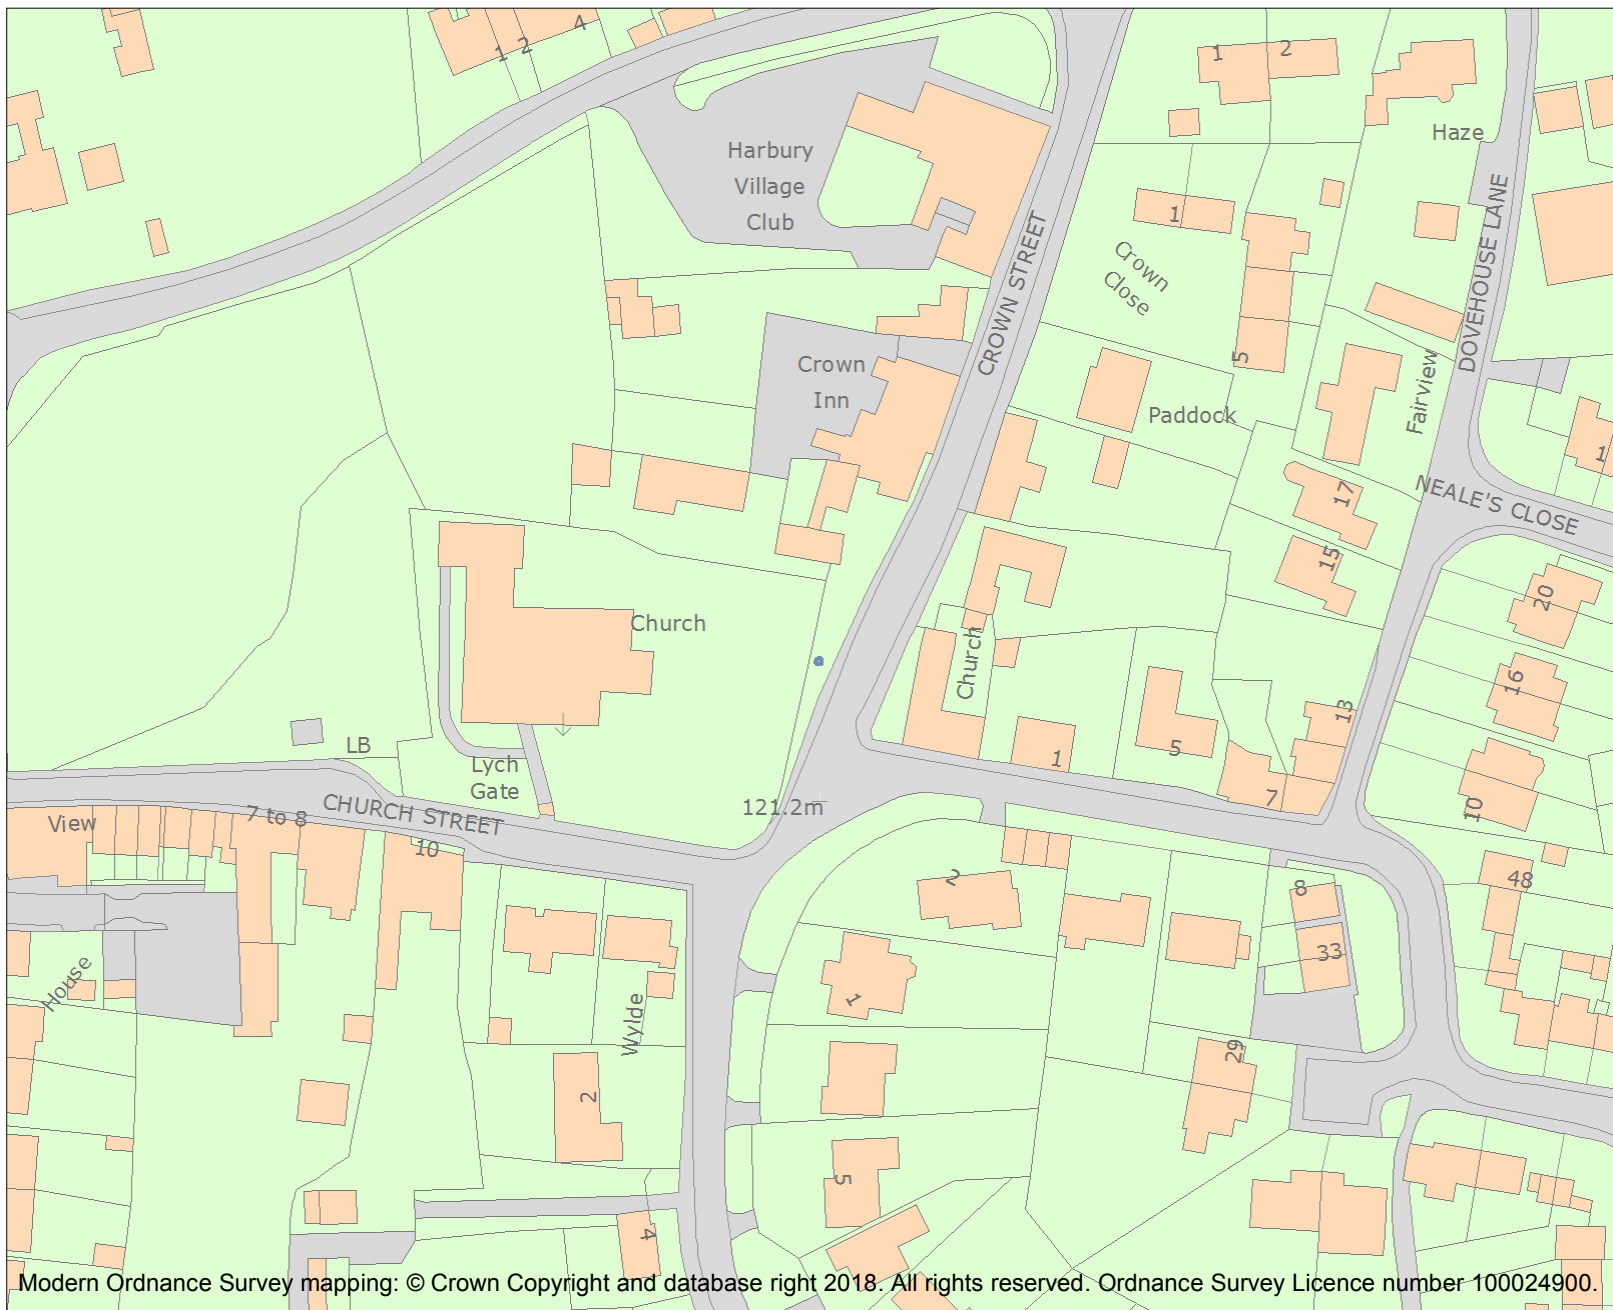 1 2
4
1
2
Haze
Harbury
Village
Club
CROWN STREET
DOVEHOUSE LANE
1
Crown
Close
5
Crown
Inn
Fairview
Paddock
1
17
NEALE'S CLOSE
15
20
Church
Church
16
13
LB
Lych
Gate
1
5
7
10
121.2m
View
7 to 8
CHURCH STREET
10
2
8
48
33
House
1
Wylde
29
2
5
4
Modern Ordnance Survey mapping: © Crown Copyright and database right 2018. All rights reserved. Ordnance Survey Licence number 100024900.